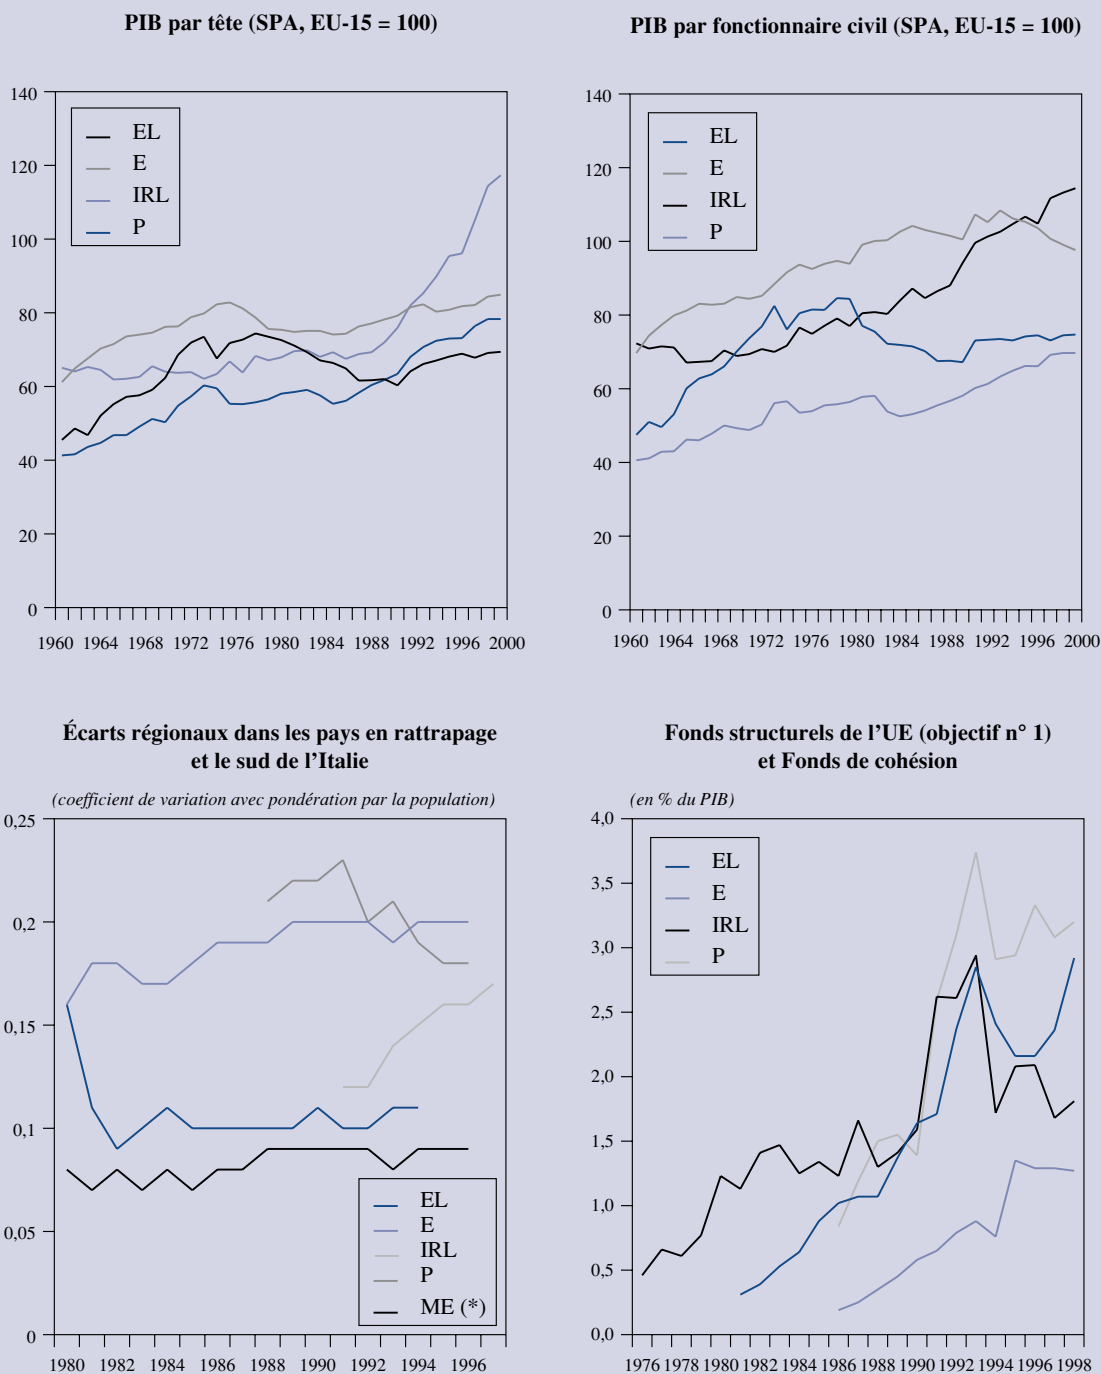 PIB par tête (SPA, EU-15 = 100)
140
120
100
80
60
40
20
0
EL
E
IRL
P
1960 1964 1968 1972 1976 1980 1984 1988 1992 1996 2000
PIB par fonctionnaire civil (SPA, EU-15 = 100)
140
120
100
80
60
40
20
0
EL
E
IRL
P
1960 1964 1968 1972 1976 1980 1984 1988 1992 1996 2000
Écarts régionaux dans les pays en rattrapage
et le sud de l’Italie
(coefficient de variation avec pondération par la population)
0,25
0,2
0,15
0,1
0,05
0
EL
E
IRL
P
ME (*)
1980 1982 1984 1986 1988 1990 1992 1994 1996
Fonds structurels de l’UE (objectif n° 1)
et Fonds de cohésion
(en % du PIB)
4,0
3,5
3,0
2,5
2,0
1,5
1,0
0,5
0,0
EL
E
IRL
P
1976 1978 1980 1982 1984 1986 1988 1990 1992 1994 1996 1998